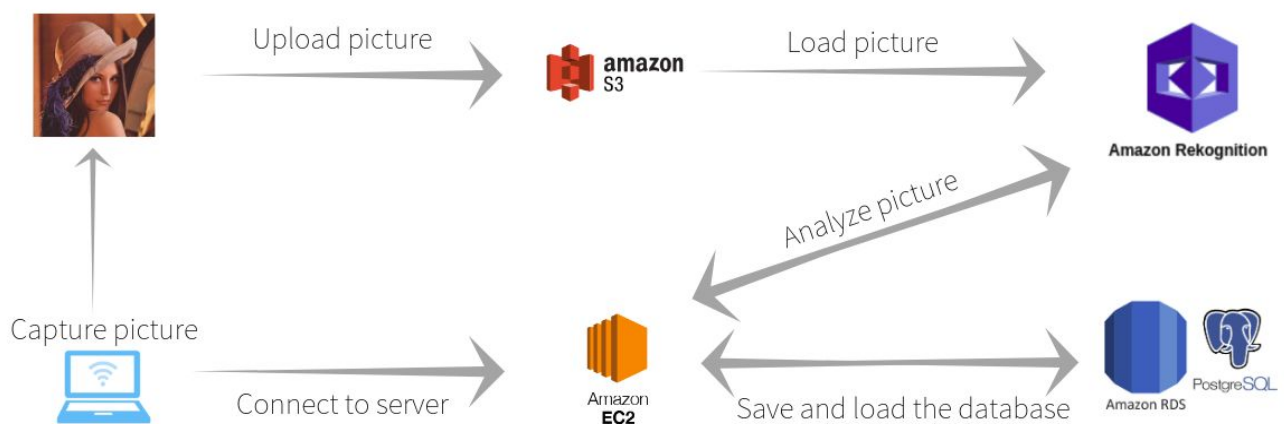 Upload picture
amazon
S3
Load picture
Amazon Rekognition
Analyze picture
Capture picture
Connect to server
Amazon
EC2
Save and load the database
Amazon RDS
PostgreSQL